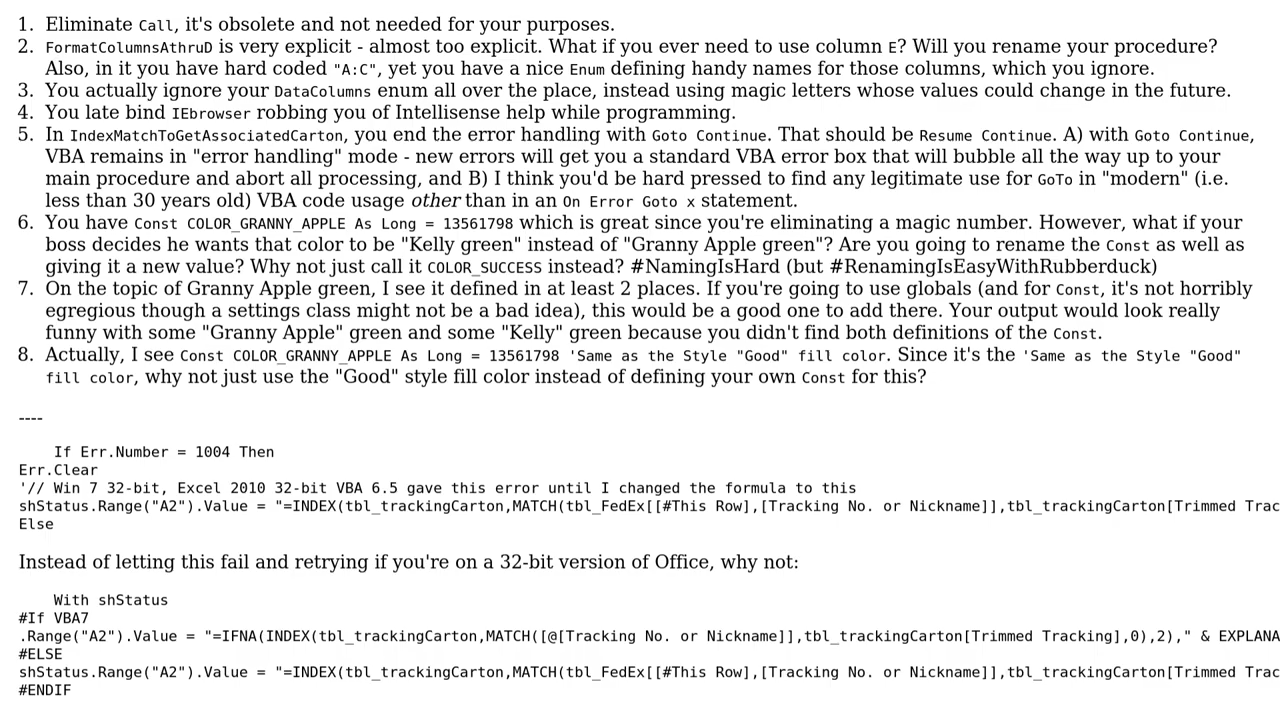 1. Eliminate Call, it's obsolete and not needed for your purposes.
2. FormatColumnsAthruD is very explicit - almost too explicit. What if you ever need to use column E? Will you rename your procedure?
Also, in it you have hard coded "A:C", yet you have a nice Enum defining handy names for those columns, which you ignore.
3. You actually ignore your DataColumns enum all over the place, instead using magic letters whose values could change in the future.
4. You late bind IEbrowser robbing you of Intellisense help while programming.
5. In IndexMatchToGetAssociatedCarton, you end the error handling with Goto Continue. That should be Resume Continue. A) with Goto Continue,
VBA remains in "error handling" mode - new errors will get you a standard VBA error box that will bubble all the way up to your
main procedure and abort all processing, and B) I think you'd be hard pressed to find any legitimate use for GoTo in "modern" (i.e.
less than 30 years old) VBA code usage other than in an On Error Goto x statement.
6. You have Const COLOR_GRANNY_APPLE As Long = 13561798 which is great since you're eliminating a magic number. However, what if your
boss decides he wants that color to be "Kelly green" instead of "Granny Apple green"? Are you going to rename the Const as well as
giving it a new value? Why not just call it COLOR_SUCCESS instead? #NamingIsHard (but #RenamingIsEasyWithRubberduck)
7. On the topic of Granny Apple green, I see it defined in at least 2 places. If you're going to use globals (and for Const, it's not horribly
egregious though a settings class might not be a bad idea), this would be a good one to add there. Your output would look really
funny with some "Granny Apple" green and some "Kelly" green because you didn't find both definitions of the Const.
8. Actually, I see Const COLOR_GRANNY_APPLE As Long = 13561798 'Same as the Style "Good" fill color. Since it's the 'Same as the Style "Good"
fill color, why not just use the "Good" style fill color instead of defining your own Const for this?
----
If Err.Number = 1004 Then
Err.Clear
'// Win 7 32-bit, Excel 2010 32-bit VBA 6.5 gave this error until I changed the formula to this
shStatus.Range("A2").Value = "=INDEX(tbl_trackingCarton,MATCH(tbl_FedEx[[#This Row],[Tracking No. or Nickname]],tbl_trackingCarton[Trimmed Trac
Else
Instead of letting this fail and retrying if you're on a 32-bit version of Office, why not:
With shStatus
#If VBA7
.Range("A2").Value = "=IFNA(INDEX(tbl_trackingCarton,MATCH([@[Tracking No. or Nickname]],tbl_trackingCarton[Trimmed Tracking],0),2)," & EXPLANA
#ELSE
shStatus.Range("A2").Value = "=INDEX(tbl_trackingCarton,MATCH(tbl_FedEx[[#This Row],[Tracking No. or Nickname]],tbl_trackingCarton[Trimmed Trac
#ENDIF